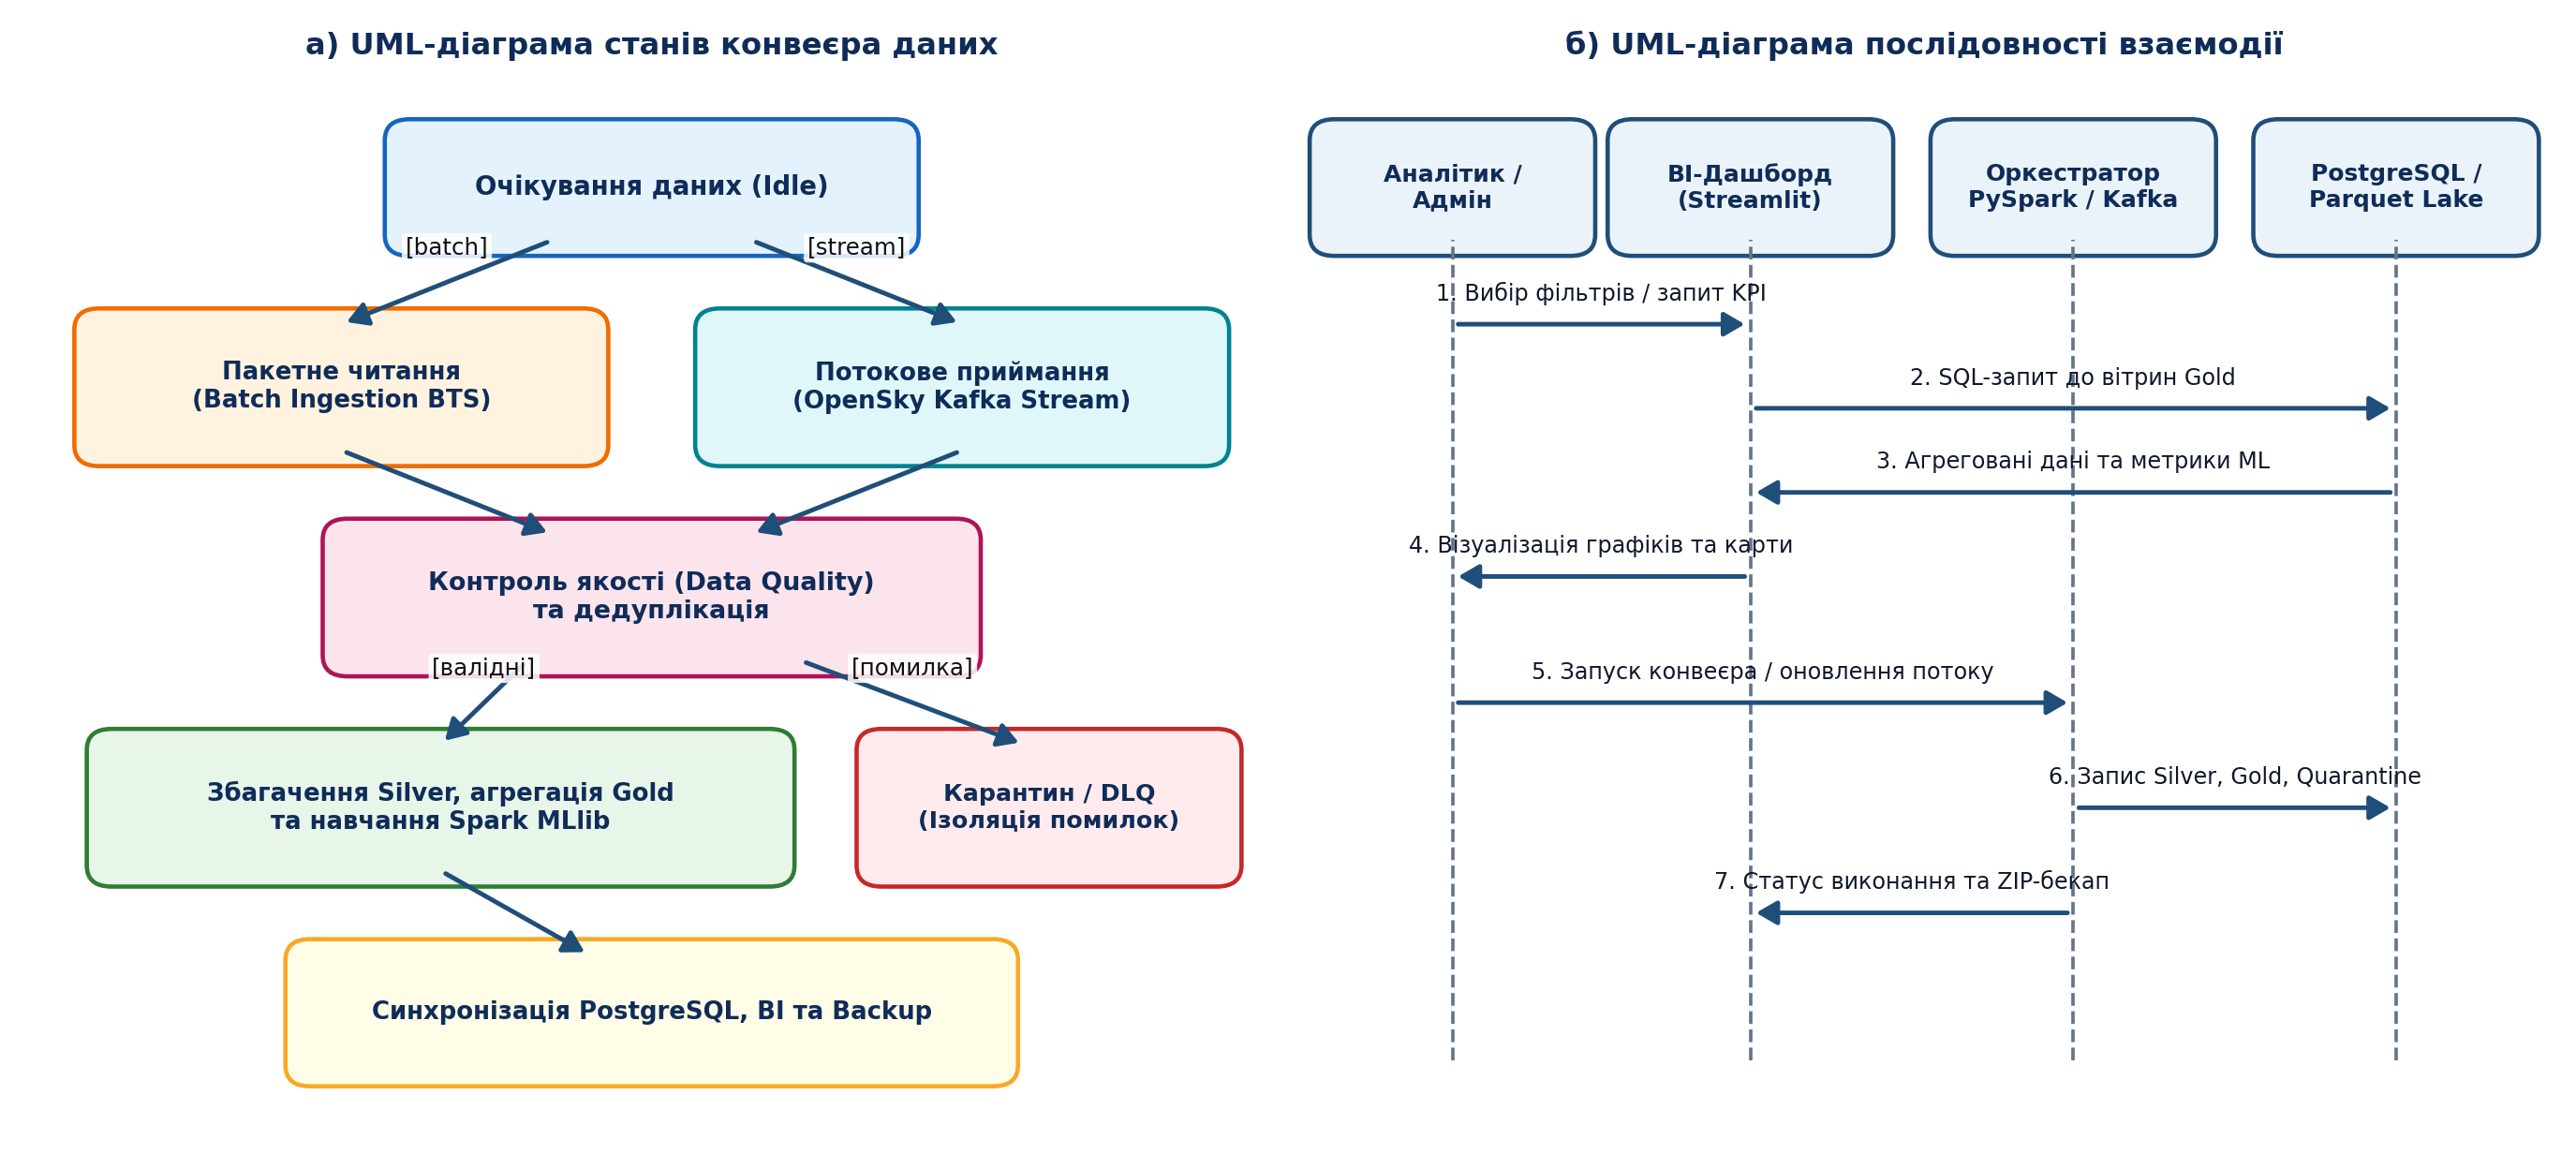 а) UML-діаграма станів конвеєра даних
Очікування даних (Idle)
[batch]
[stream]
Пакетне читання
(Batch Ingestion BTS)
Потокове приймання
(OpenSky Kafka Stream)
Контроль якості (Data Quality)
та дедуплікація
[валідні]
[помилка]
Збагачення Silver, агрегація Gold
та навчання Spark MLlib
Карантин / DLQ
(Ізоляція помилок)
Синхронізація PostgreSQL, BI та Backup
б) UML-діаграма послідовності взаємодії
Аналітик /
Адмін
BI-Дашборд
(Streamlit)
Оркестратор
PySpark / Kafka
PostgreSQL /
Parquet Lake
1. Вибір фільтрів / запит KPI
2. SQL-запит до вітрин Gold
3. Агреговані дані та метрики ML
4. Візуалізація графіків та карти
5. Запуск конвеєра / оновлення потоку
6. Запис Silver, Gold, Quarantine
7. Статус виконання та ZIP-бекап